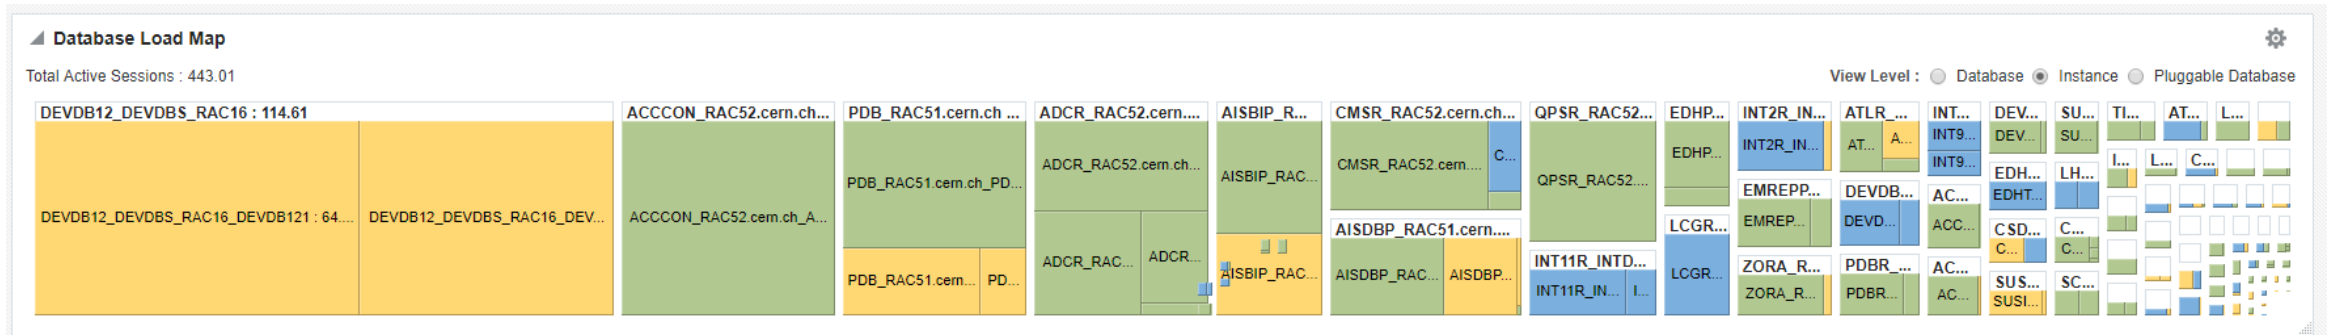 Database Load Map
Total Active Sessions : 443.01
View Level : Database Instance Pluggable Database
DEVDB12_DEVDBS_RAC16 : 114.61
DEVDB12_DEVDBS_RAC16_DEVDB121 : 64....
DEVDB12_DEVDBS_RAC16_DEV...
ACCCON_RAC52.cern.ch...
ACCCON_RAC52.cern.ch_A...
PDB_RAC51.cern.ch ...
PDB_RAC51.cern.ch_PD...
PDB_RAC51.cern...
PD...
ADCR_RAC52.cern....
ADCR_RAC52.cern.ch...
ADCR_RAC...
ADCR...
AISBIP_R...
AISBIP_RAC...
AISBIP_RAC...
CMSR_RAC52.cern.ch...
CMSR_RAC52.cern....
C...
AISDBP_RAC51.cern....
AISDBP_RAC...
AISDBP...
QPSR_RAC52...
QPSR_RAC52....
INT11R_INTD...
INT11R_IN...
I...
EDHP...
EDHP...
LCGR...
LCGR...
INT2R_IN...
INT2R_IN...
EMREPP...
EMREP...
ZORA_R...
ZORA_R...
ATLR_...
AT...
A...
DEVDB...
DEVD...
PDBR_...
PDBR...
INT...
INT9...
INT9...
AC...
ACC...
AC...
AC...
DEV...
DEV...
EDH...
EDHT...
CSD...
C...
SUS...
SUSI...
SU...
SU...
LH...
C...
C...
SC...
TI...
AT...
L...
I...
L...
C...